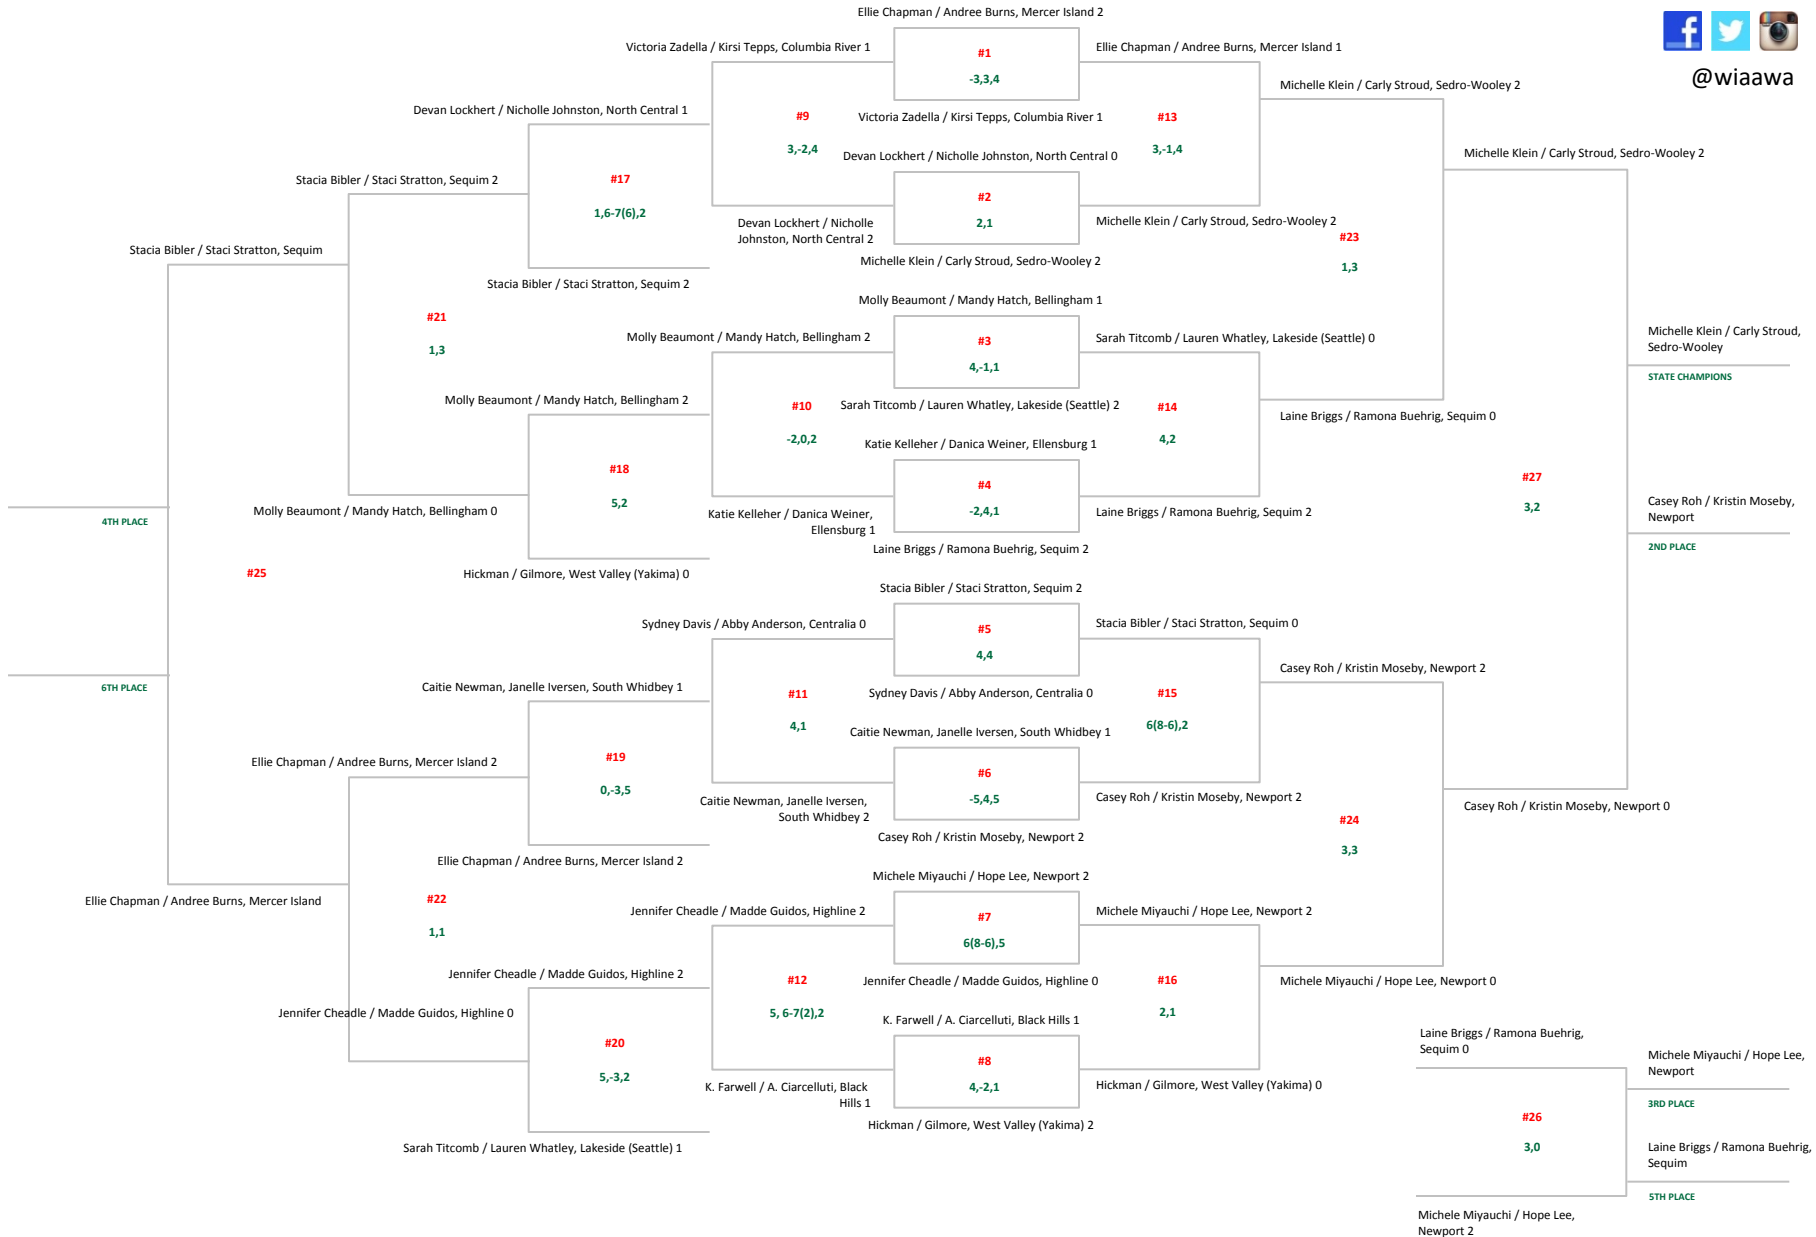 Ellie Chapman / Andree Burns, Mercer Island 2
Victoria Zadella / Kirsi Tepps, Columbia River 1
#1
Ellie Chapman / Andree Burns, Mercer Island 1
@wiaawa
-3,3,4
Michelle Klein / Carly Stroud, Sedro-Wooley 2
Devan Lockhert / Nicholle Johnston, North Central 1
#9
Victoria Zadella / Kirsi Tepps, Columbia River 1
#13
3,-2,4
3,-1,4
Devan Lockhert / Nicholle Johnston, North Central 0
Michelle Klein / Carly Stroud, Sedro-Wooley 2
Stacia Bibler / Staci Stratton, Sequim 2
#17
#2
1,6-7(6),2
2,1
Devan Lockhert / Nicholle
Johnston, North Central 2
Michelle Klein / Carly Stroud, Sedro-Wooley 2
#23
Stacia Bibler / Staci Stratton, Sequim
Michelle Klein / Carly Stroud, Sedro-Wooley 2
1,3
Stacia Bibler / Staci Stratton, Sequim 2
Molly Beaumont / Mandy Hatch, Bellingham 1
#21
Molly Beaumont / Mandy Hatch, Bellingham 2
#3
Sarah Titcomb / Lauren Whatley, Lakeside (Seattle) 0
Michelle Klein / Carly Stroud,
Sedro-Wooley
1,3
4,-1,1
STATE CHAMPIONS
Molly Beaumont / Mandy Hatch, Bellingham 2
#10
Sarah Titcomb / Lauren Whatley, Lakeside (Seattle) 2
#14
Laine Briggs / Ramona Buehrig, Sequim 0
-2,0,2
Katie Kelleher / Danica Weiner, Ellensburg 1
4,2
#18
#4
#27
5,2
-2,4,1
3,2
Molly Beaumont / Mandy Hatch, Bellingham 0
Katie Kelleher / Danica Weiner,
Ellensburg 1
Laine Briggs / Ramona Buehrig, Sequim 2
Casey Roh / Kristin Moseby,
Newport
4TH PLACE
Laine Briggs / Ramona Buehrig, Sequim 2
2ND PLACE
#25
Hickman / Gilmore, West Valley (Yakima) 0
Stacia Bibler / Staci Stratton, Sequim 2
Sydney Davis / Abby Anderson, Centralia 0
#5
Stacia Bibler / Staci Stratton, Sequim 0
4,4
Casey Roh / Kristin Moseby, Newport 2
6TH PLACE
Caitie Newman, Janelle Iversen, South Whidbey 1
#11
Sydney Davis / Abby Anderson, Centralia 0
#15
4,1
Caitie Newman, Janelle Iversen, South Whidbey 1
6(8-6),2
Ellie Chapman / Andree Burns, Mercer Island 2
#19
#6
0,-3,5
-5,4,5
Caitie Newman, Janelle Iversen,
South Whidbey 2
Casey Roh / Kristin Moseby, Newport 2
Casey Roh / Kristin Moseby, Newport 0
#24
Casey Roh / Kristin Moseby, Newport 2
3,3
Ellie Chapman / Andree Burns, Mercer Island 2
Michele Miyauchi / Hope Lee, Newport 2
Ellie Chapman / Andree Burns, Mercer Island
#22
Jennifer Cheadle / Madde Guidos, Highline 2
#7
Michele Miyauchi / Hope Lee, Newport 2
1,1
6(8-6),5
Jennifer Cheadle / Madde Guidos, Highline 2
#12
Jennifer Cheadle / Madde Guidos, Highline 0
#16
Michele Miyauchi / Hope Lee, Newport 0
Jennifer Cheadle / Madde Guidos, Highline 0
5, 6-7(2),2
K. Farwell / A. Ciarcelluti, Black Hills 1
2,1
#20
#8
Laine Briggs / Ramona Buehrig,
Sequim 0
Michele Miyauchi / Hope Lee,
Newport
5,-3,2
4,-2,1
K. Farwell / A. Ciarcelluti, Black
Hills 1
Hickman / Gilmore, West Valley (Yakima) 0
3RD PLACE
Hickman / Gilmore, West Valley (Yakima) 2
#26
Sarah Titcomb / Lauren Whatley, Lakeside (Seattle) 1
3,0
Laine Briggs / Ramona Buehrig,
Sequim
5TH PLACE
Michele Miyauchi / Hope Lee,
Newport 2